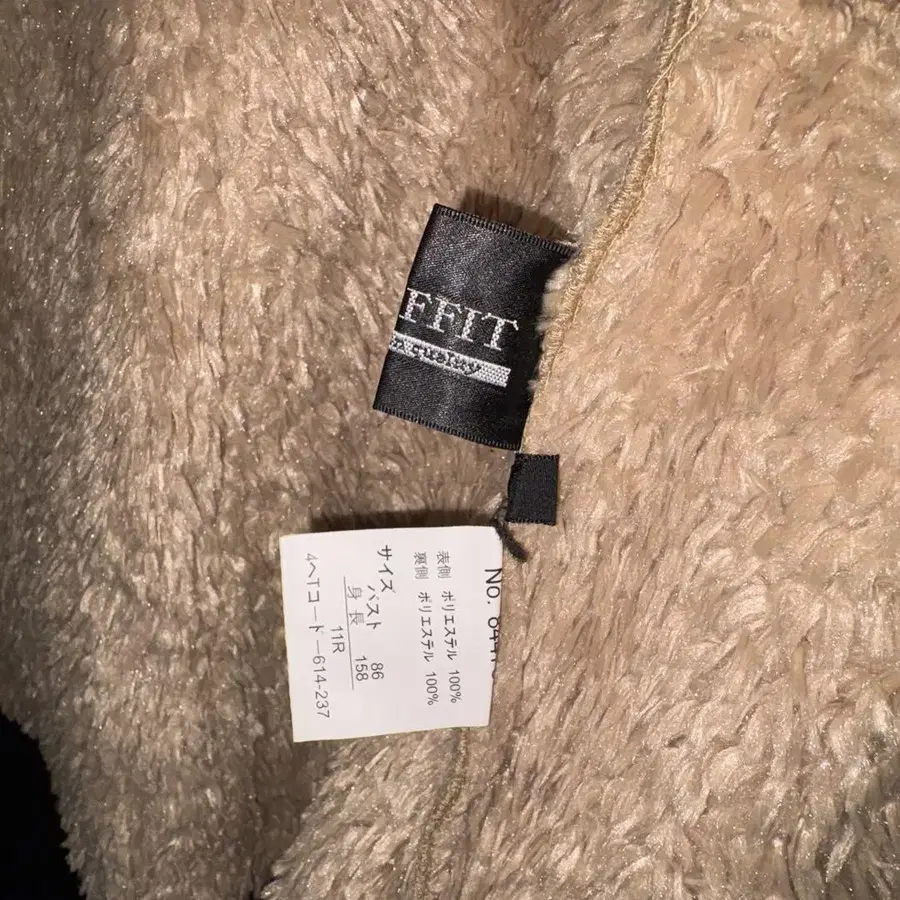 FFIT
n quality
No. 644
表側 ポリエステル 100%
裏側 ポリエステル 100%
サイズ
バスト 86
身長 158
11R
4ヘTコード－614-237